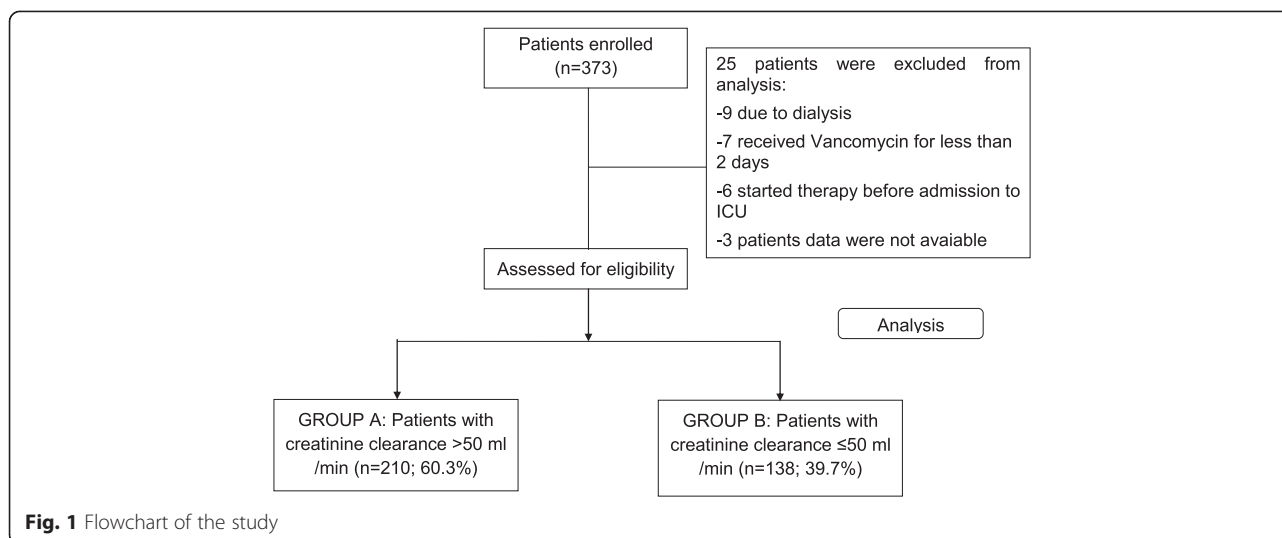 Patients enrolled
(n=373)
25 patients were excluded from
analysis:
-9 due to dialysis
-7 received Vancomycin for less than
2 days
-6 started therapy before admission to
ICU
-3 patients data were not avaiable
Assessed for eligibility
Analysis
GROUP A: Patients with
creatinine clearance >50 ml
/min (n=210; 60.3%)
GROUP B: Patients with
creatinine clearance ≤50 ml
/min (n=138; 39.7%)
Fig. 1 Flowchart of the study